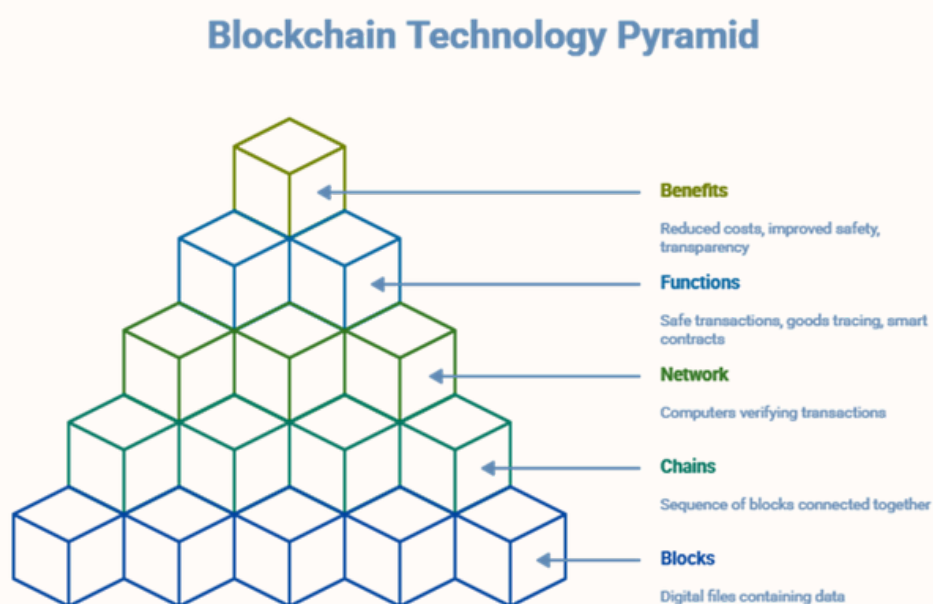 Blockchain Technology Pyramid
Benefits
Reduced costs, improved safety,
transparency
Functions
Safe transactions, goods tracing, smart
contracts
Network
Computers verifying transactions
Chains
Sequence of blocks connected together
Blocks
Digital files containing data